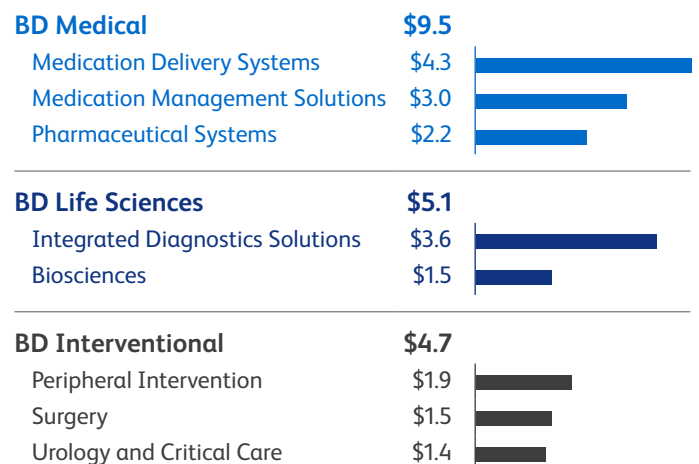 BD Medical $9.5
Medication Delivery Systems $4.3
Medication Management Solutions $3.0
Pharmaceutical Systems $2.2
BD Life Sciences $5.1
Integrated Diagnostics Solutions $3.6
Biosciences $1.5
BD Interventional $4.7
Peripheral Intervention $1.9
Surgery $1.5
Urology and Critical Care $1.4